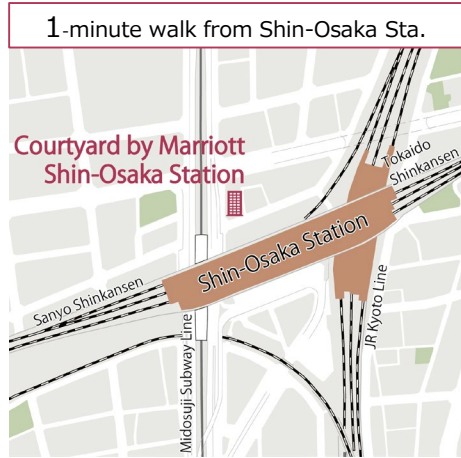 1-minute walk from Shin-Osaka Sta.
Courtyard by Marriott
Shin-Osaka Station
Tokaido
Shinkansen
Shin-Osaka Station
Sanyo Shinkansen
JR Kyoto Line
Midosuji Subway Line